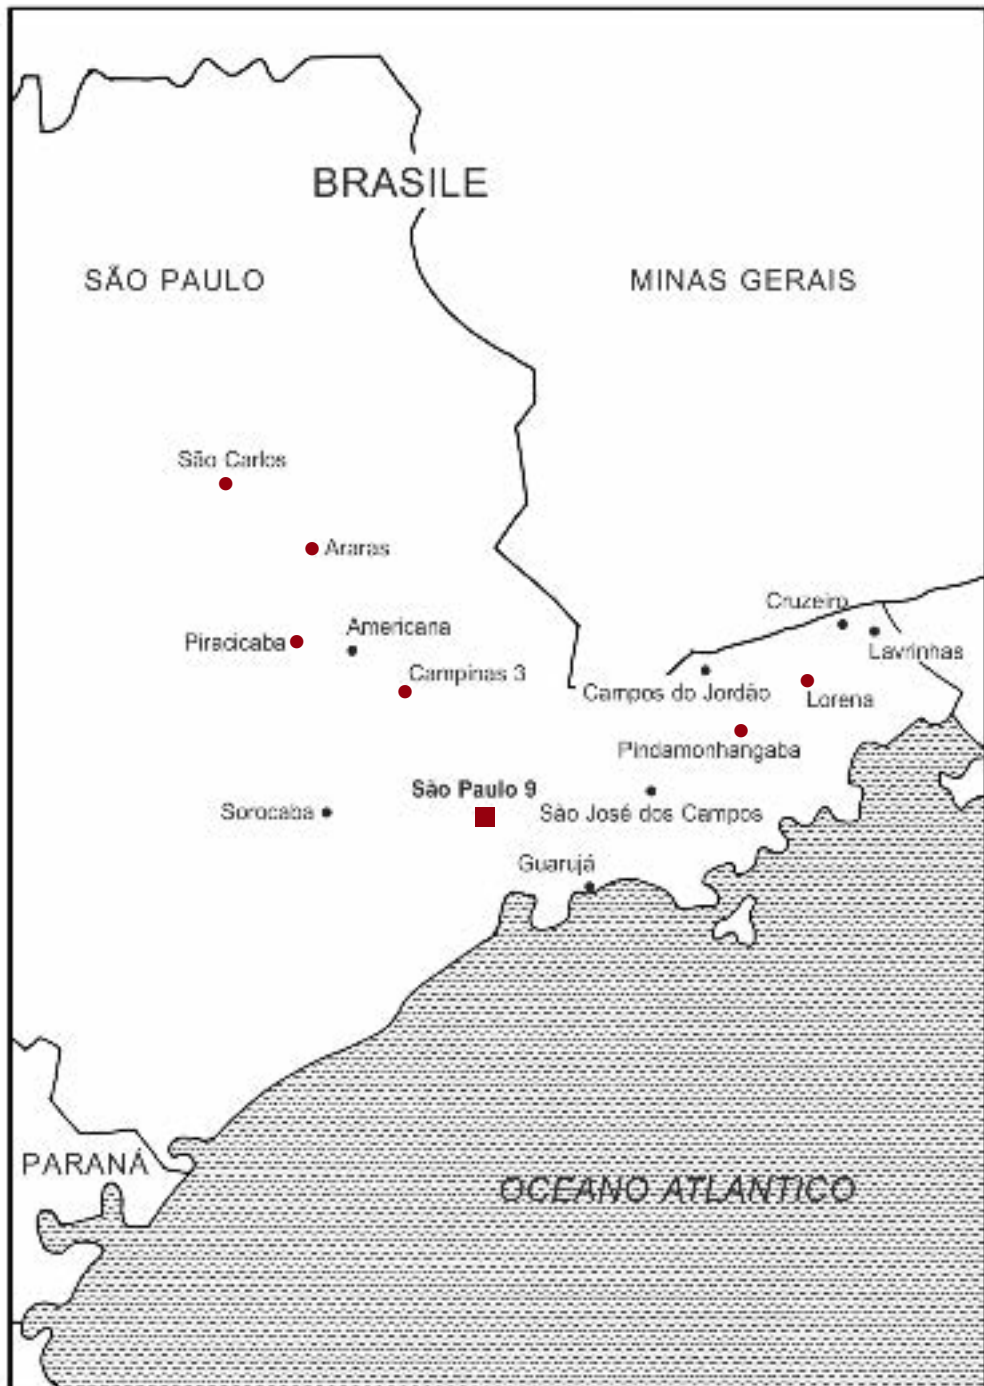 BRASILE
SÃO PAULO
MINAS GERAIS
São Carlos
Araras
Cruzeiro
Americana
Piracicaba
Lavrinhas
Campinas 3
Campos do Jordão
Lorena
Pindamonhangaba
São Paulo 9
Sorocaba
São José dos Campos
Guarujá
PARANÁ
OCEANO ATLANTICO